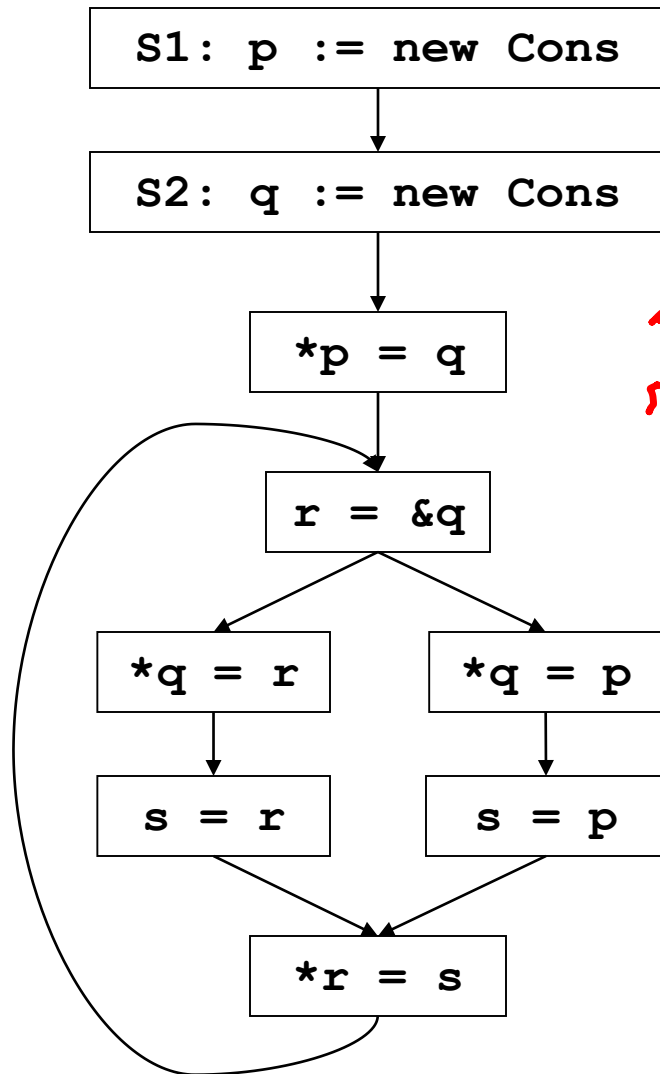 S1: p := new Cons
S2: q := new Cons
*p = q
r = &q
*q = r
*q = p
s = r
s = p
*r = s